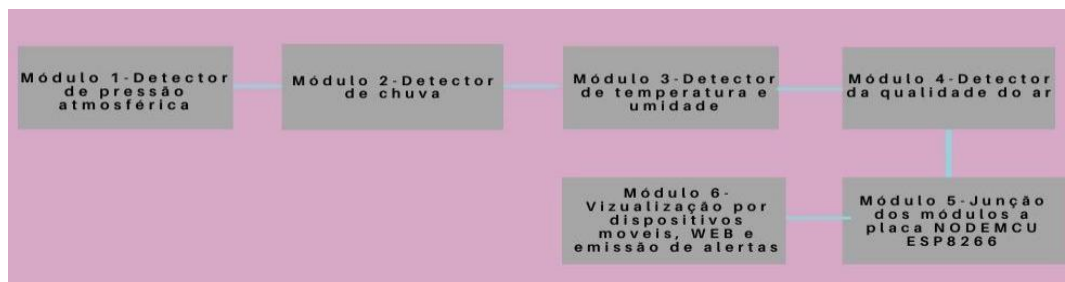 Módulo 1-Detector
de pressão
atmosférica
Módulo 2-Detector
de chuva
Módulo 3-Detector
de temperatura e
umidade
Módulo 4-Detector
da qualidade do ar
Módulo 5-Junção
dos módulos a
placa NODEMCU
ESP8266
Módulo 6-
Vizualização por
dispositivos
moveis, WEB e
emissão de alertas